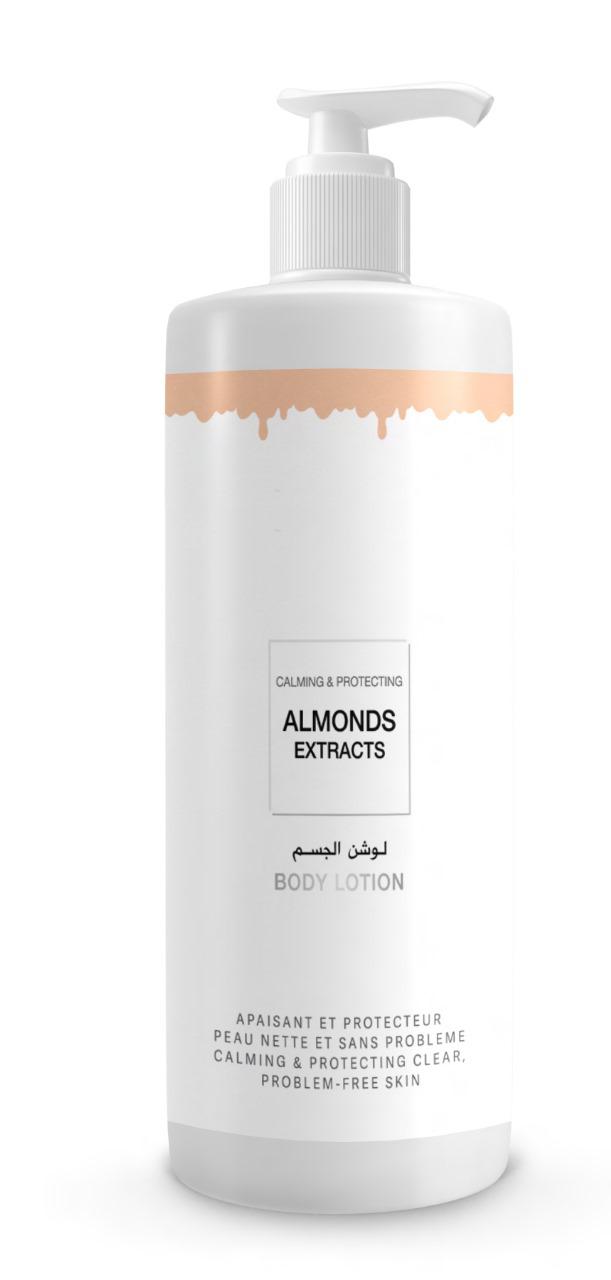 CALMING & PROTECTING
ALMONDS
EXTRACTS
لوشن الجسم
BODY LOTION
APAISANT ET PROTECTEUR
PEAU NETTE ET SANS PROBLEME
CALMING & PROTECTING CLEAR,
PROBLEM-FREE SKIN